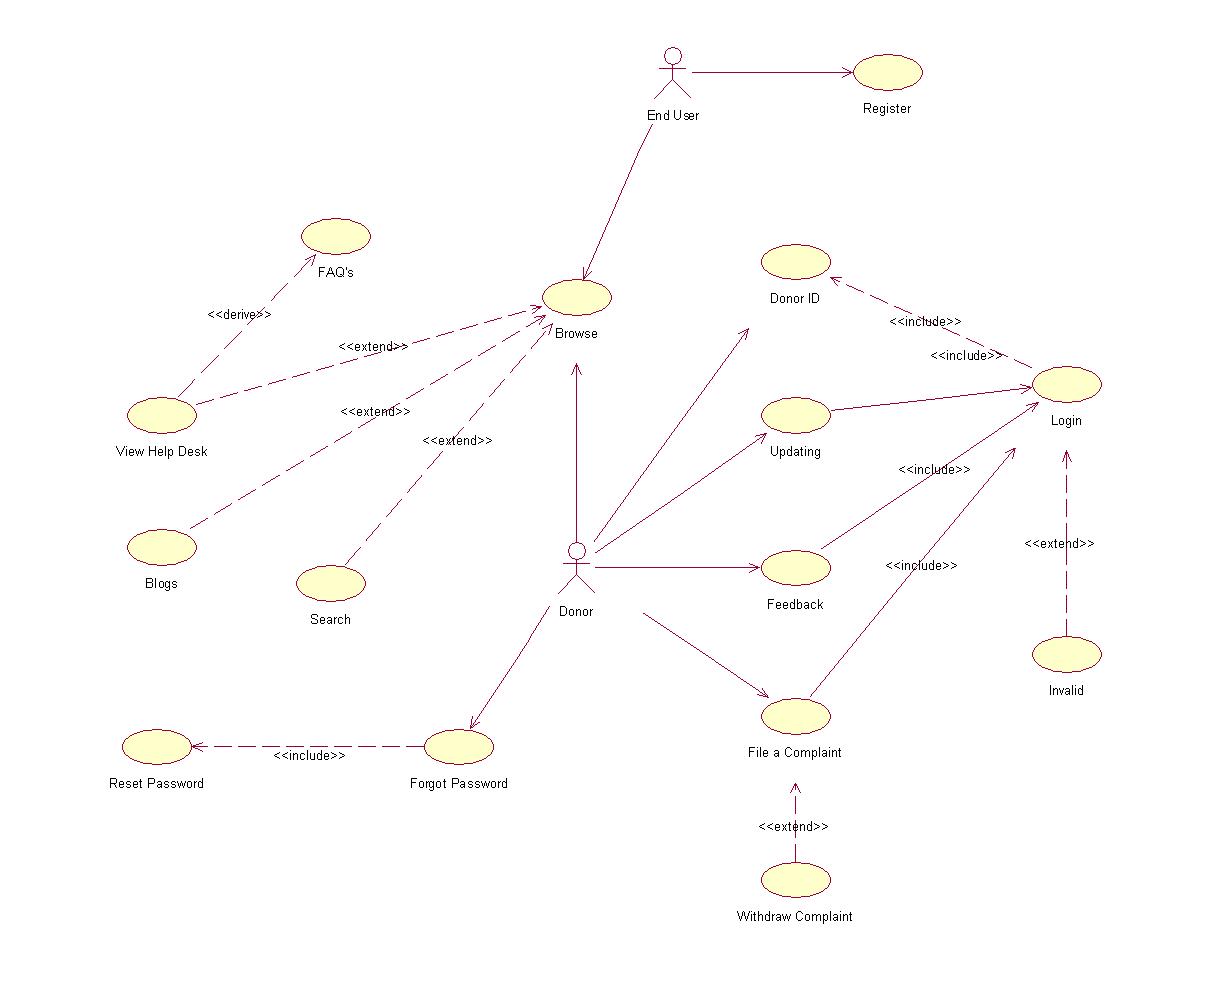 End User
Register
FAQ's
Donor ID
<<derive>>
<<include>>
Browse
<<extend>>
<<include>>
<<extend>>
Login
<<extend>>
View Help Desk
Updating
<<include>>
<<extend>>
<<include>>
Blogs
Search
Donor
Feedback
Invalid
File a Complaint
<<include>>
Reset Password
Forgot Password
<<extend>>
Withdraw Complaint